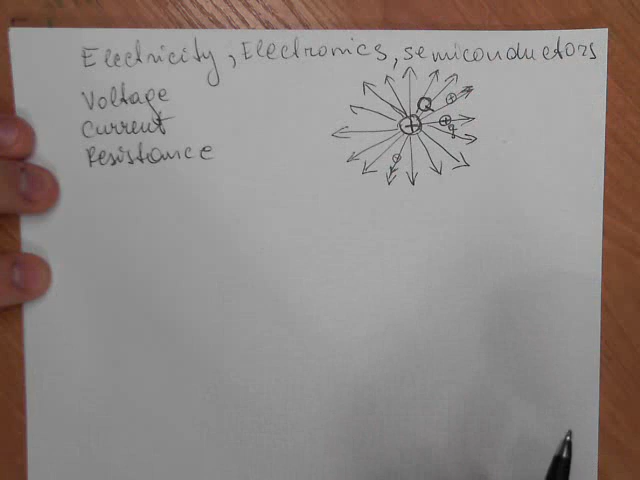 Electricity, Electronics, semiconductors
Voltage
Current
Resistance
Q
+
+
+
q